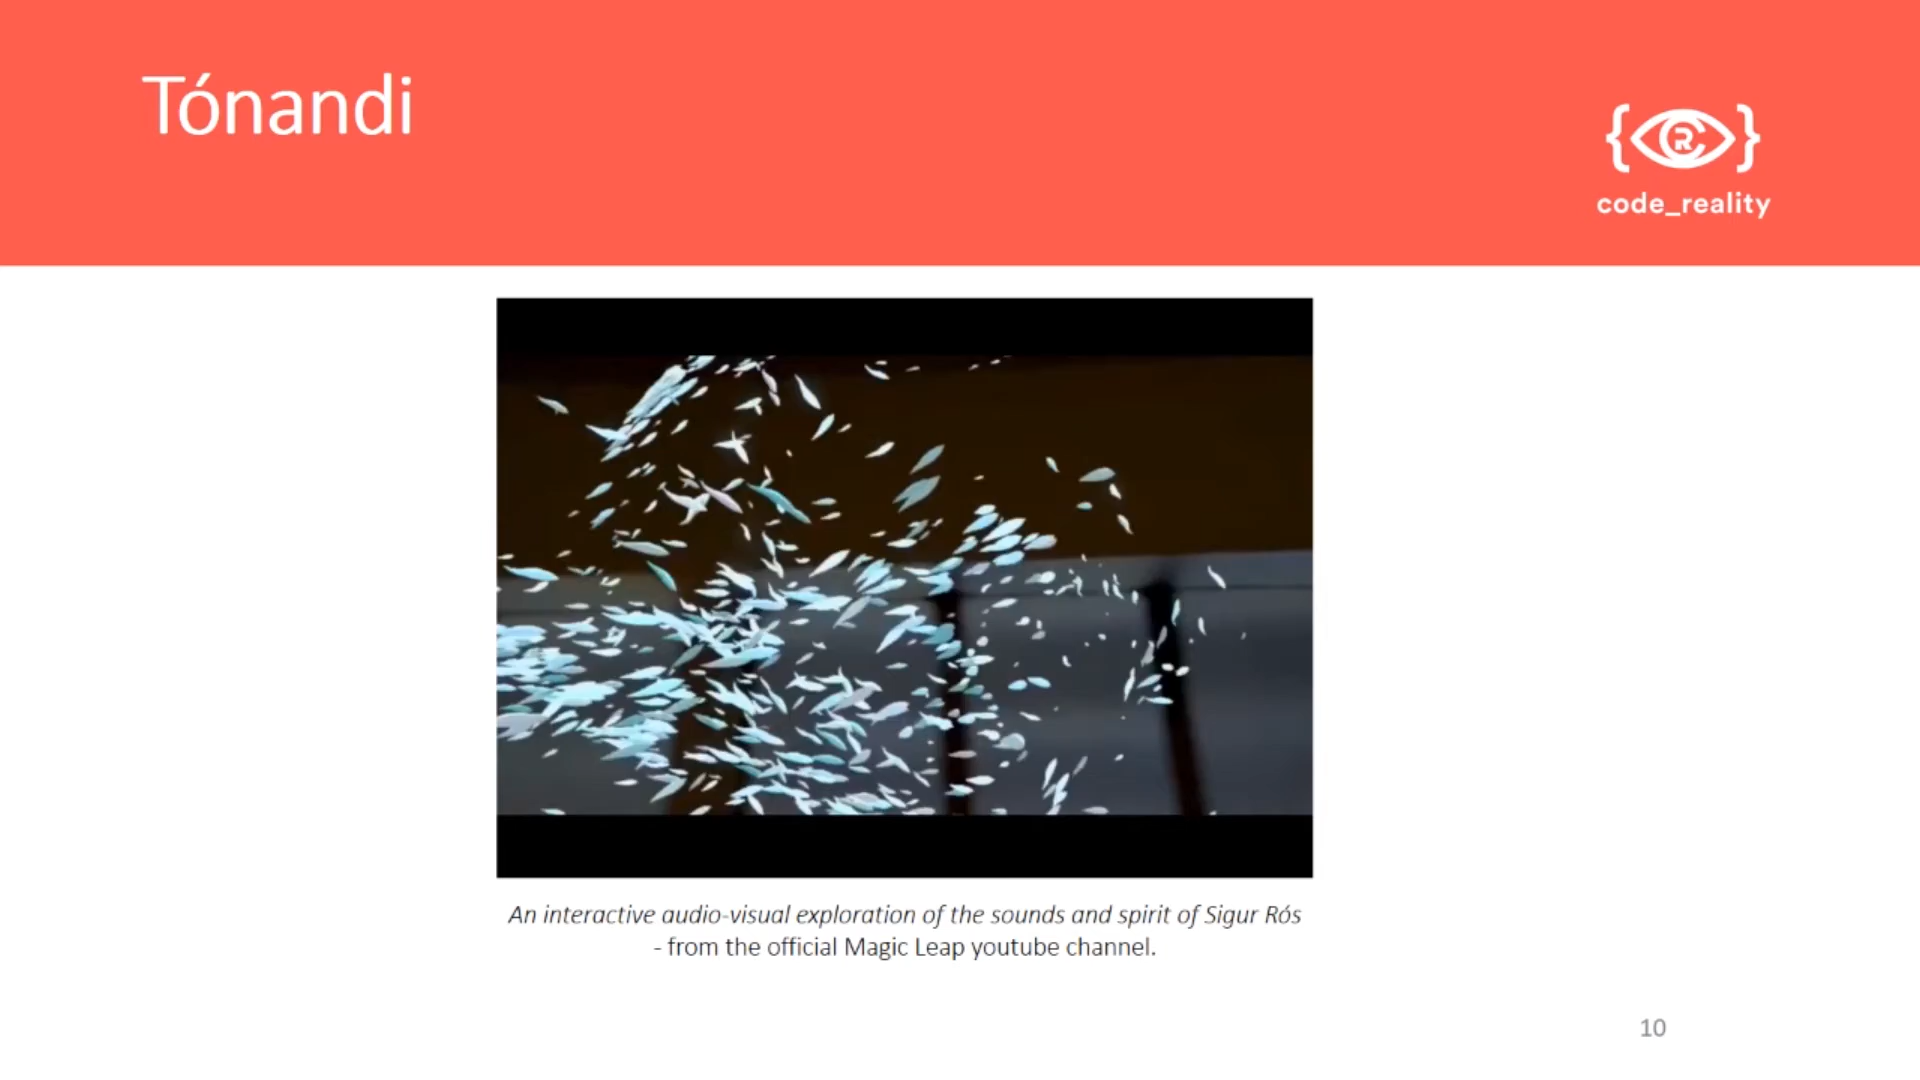 Tónandi
{R}
code_reality
An interactive audio-visual exploration of the sounds and spirit of Sigur Rós
- from the official Magic Leap youtube channel.
10